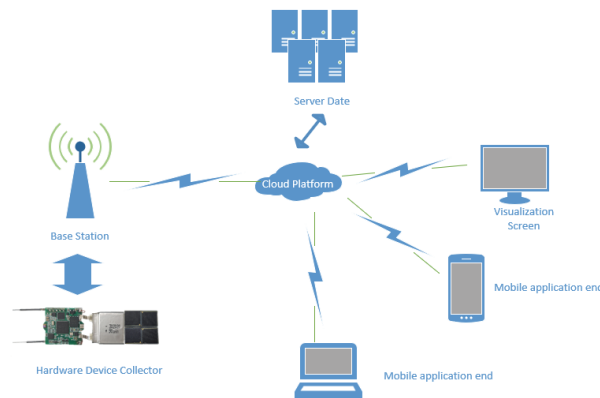 Server Date
Cloud Platform
Base Station
Visualization
Screen
Mobile application end
Hardware Device Collector
Mobile application end